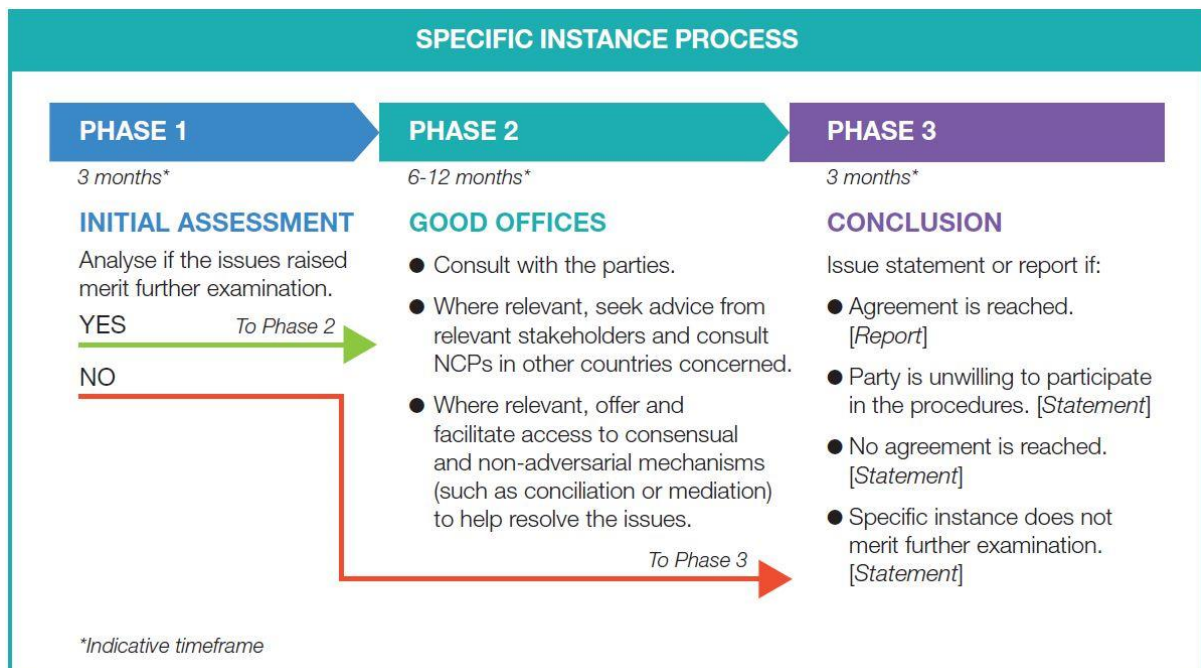 SPECIFIC INSTANCE PROCESS
PHASE 1
3 months*
INITIAL ASSESSMENT
Analyse if the issues raised
merit further examination.
YES To Phase 2
NO
PHASE 2
6-12 months*
GOOD OFFICES
● Consult with the parties.
● Where relevant, seek advice from
relevant stakeholders and consult
NCPs in other countries concerned.
● Where relevant, offer and
facilitate access to consensual
and non-adversarial mechanisms
(such as conciliation or mediation)
to help resolve the issues.
To Phase 3
PHASE 3
3 months*
CONCLUSION
Issue statement or report if:
● Agreement is reached.
[Report]
● Party is unwilling to participate
in the procedures. [Statement]
● No agreement is reached.
[Statement]
● Specific instance does not
merit further examination.
[Statement]
*Indicative timeframe